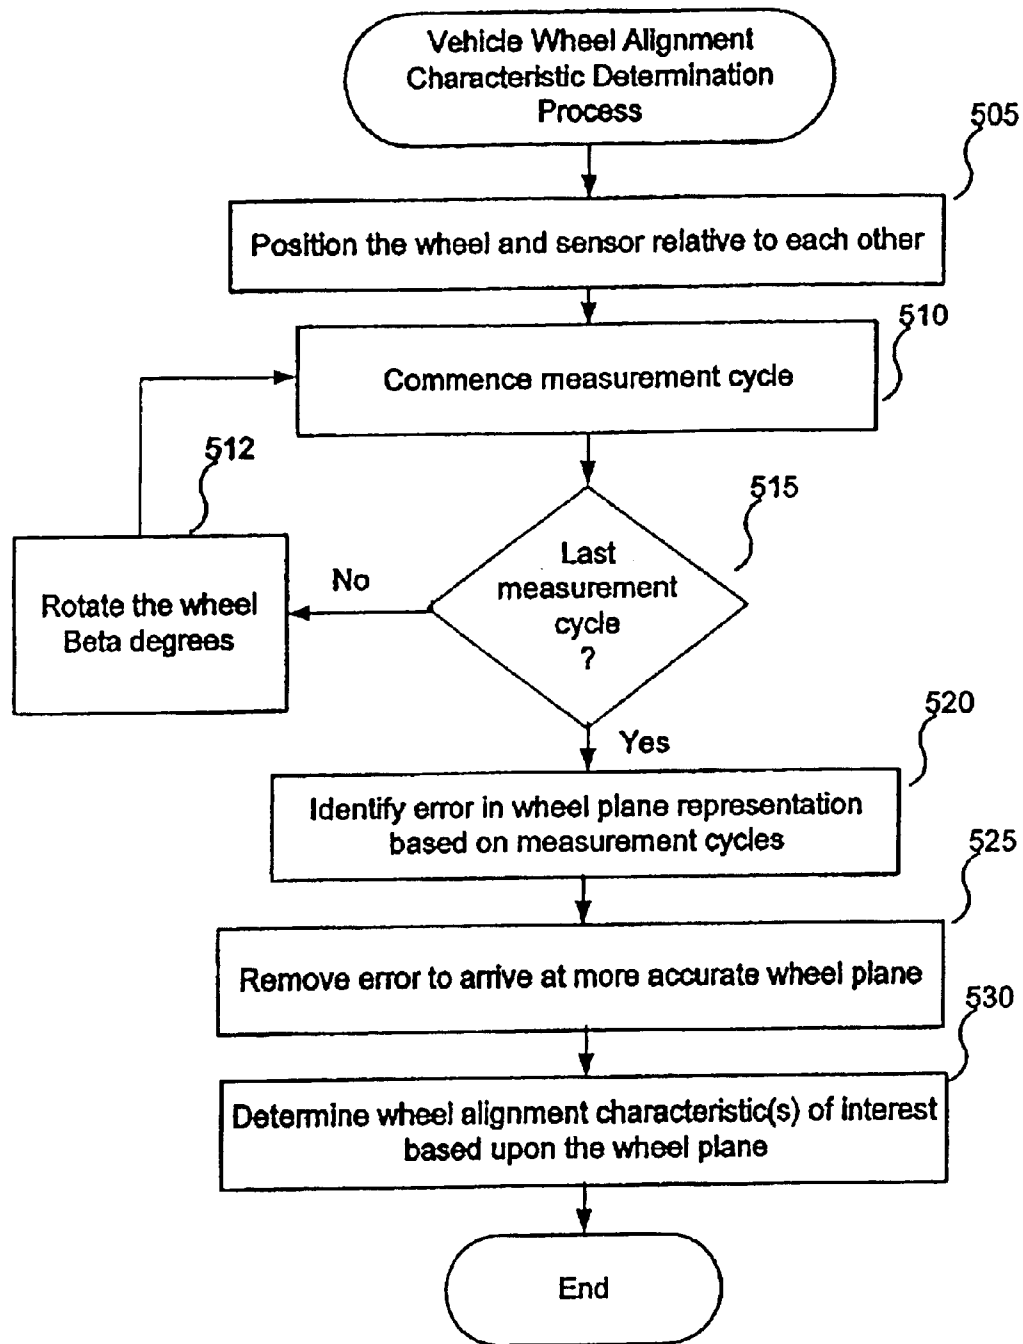 Vehicle Wheel Alignment
Characteristic Determination
Process
505
Position the wheel and sensor relative to each other
510
Commence measurement cycle
512
515
Last
measurement
cycle
?
No
Rotate the wheel
Beta degrees
Yes
520
Identify error in wheel plane representation
based on measurement cycles
525
Remove error to arrive at more accurate wheel plane
530
Determine wheel alignment characteristic(s) of interest
based upon the wheel plane
End